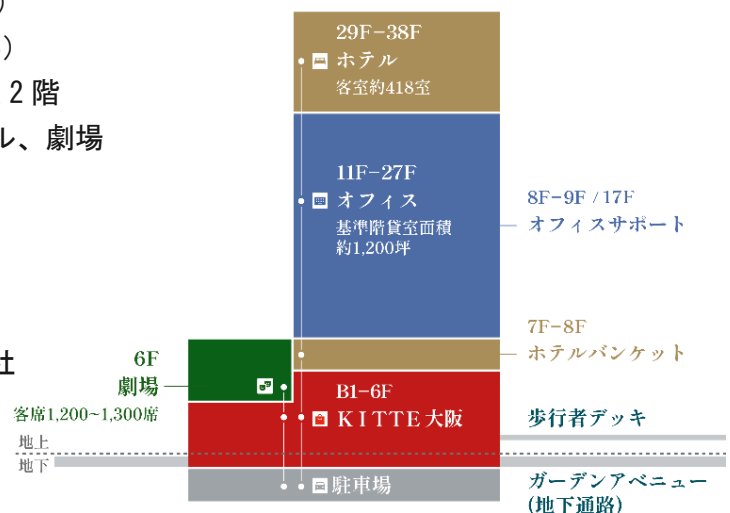 ）
）
２階
ル、劇場
社
29F−38F
ホテル
客室約418室
11F−27F
オフィス
基準階貸室面積
約1,200坪
8F−9F / 17F
オフィスサポート
7F−8F
ホテルバンケット
6F
劇場
客席1,200~1,300席
B1−6F
KITTE大阪
歩行者デッキ
地上
地下
駐車場
ガーデンアベニュー
(地下通路)